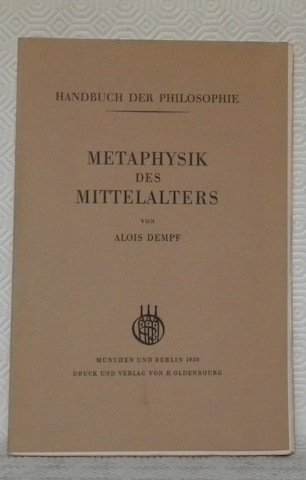 HANDBUCH DER PHILOSOPHIE
METAPHYSIK
DES
MITTELALTERS
VON
ALOIS DEMPF
MÜNCHEN UND BERLIN 1930
DRUCK UND VERLAG VON R. OLDENBOURG